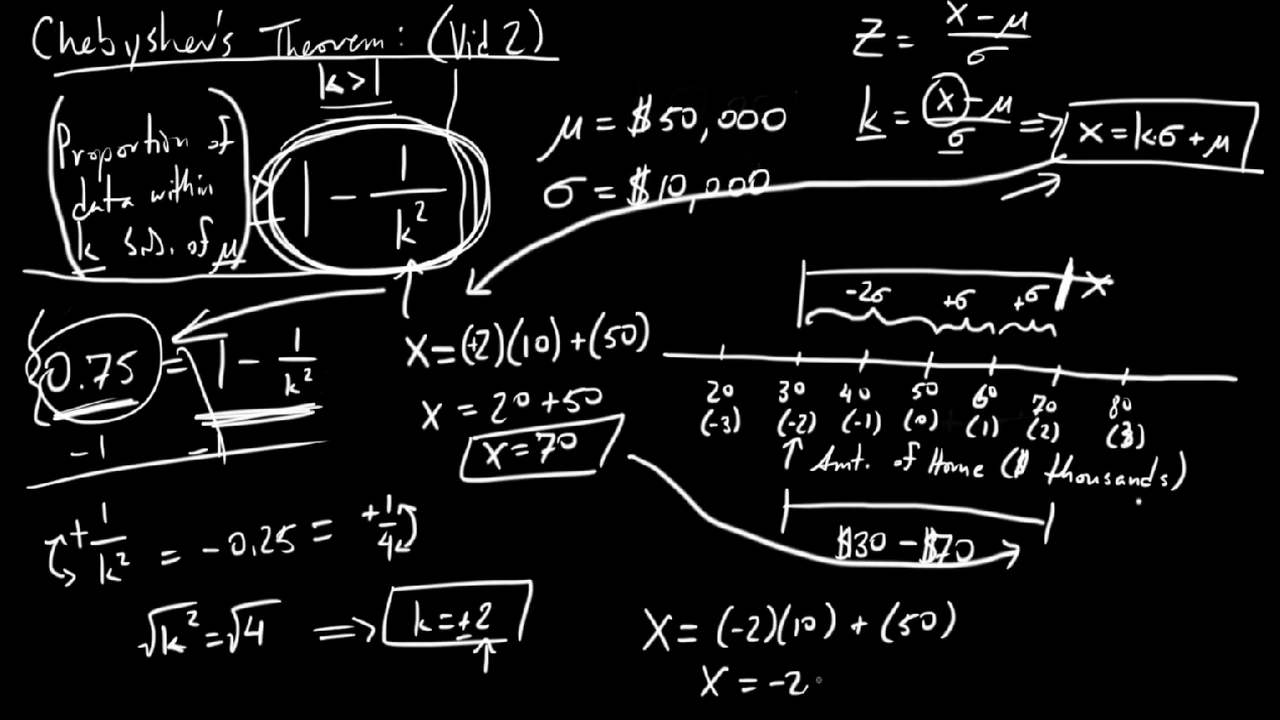 Chebyshev's Theorem: (Vid 2)
k > 1
(Proportion of data within k S.D. of μ) ≥ 1 - 1/k²
μ = $50,000
σ = $10,000
Z = (x - μ)/σ
k = (x - μ)/σ ⇒ x = k·σ + μ
0.75 = 1 - 1/k²
-1 -1
+1/k² = -0.25 = +1/4
√k² = √4 ⇒ k = ±2
x = (+2)(10) + (50)
x = 20 + 50
x = 70
-2σ +σ +σ x
20 30 40 50 60 70 80
(-3) (-2) (-1) (0) (1) (2) (3)
Amt. of Home ($ thousands)
$30 - $70
X = (-2)(10) + (50)
X = -2